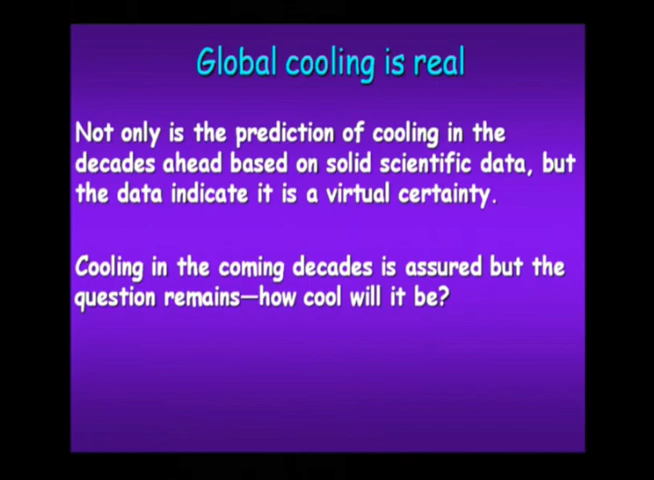 Global cooling is real
Not only is the prediction of cooling in the
decades ahead based on solid scientific data, but
the data indicate it is a virtual certainty.
Cooling in the coming decades is assured but the
question remains—how cool will it be?